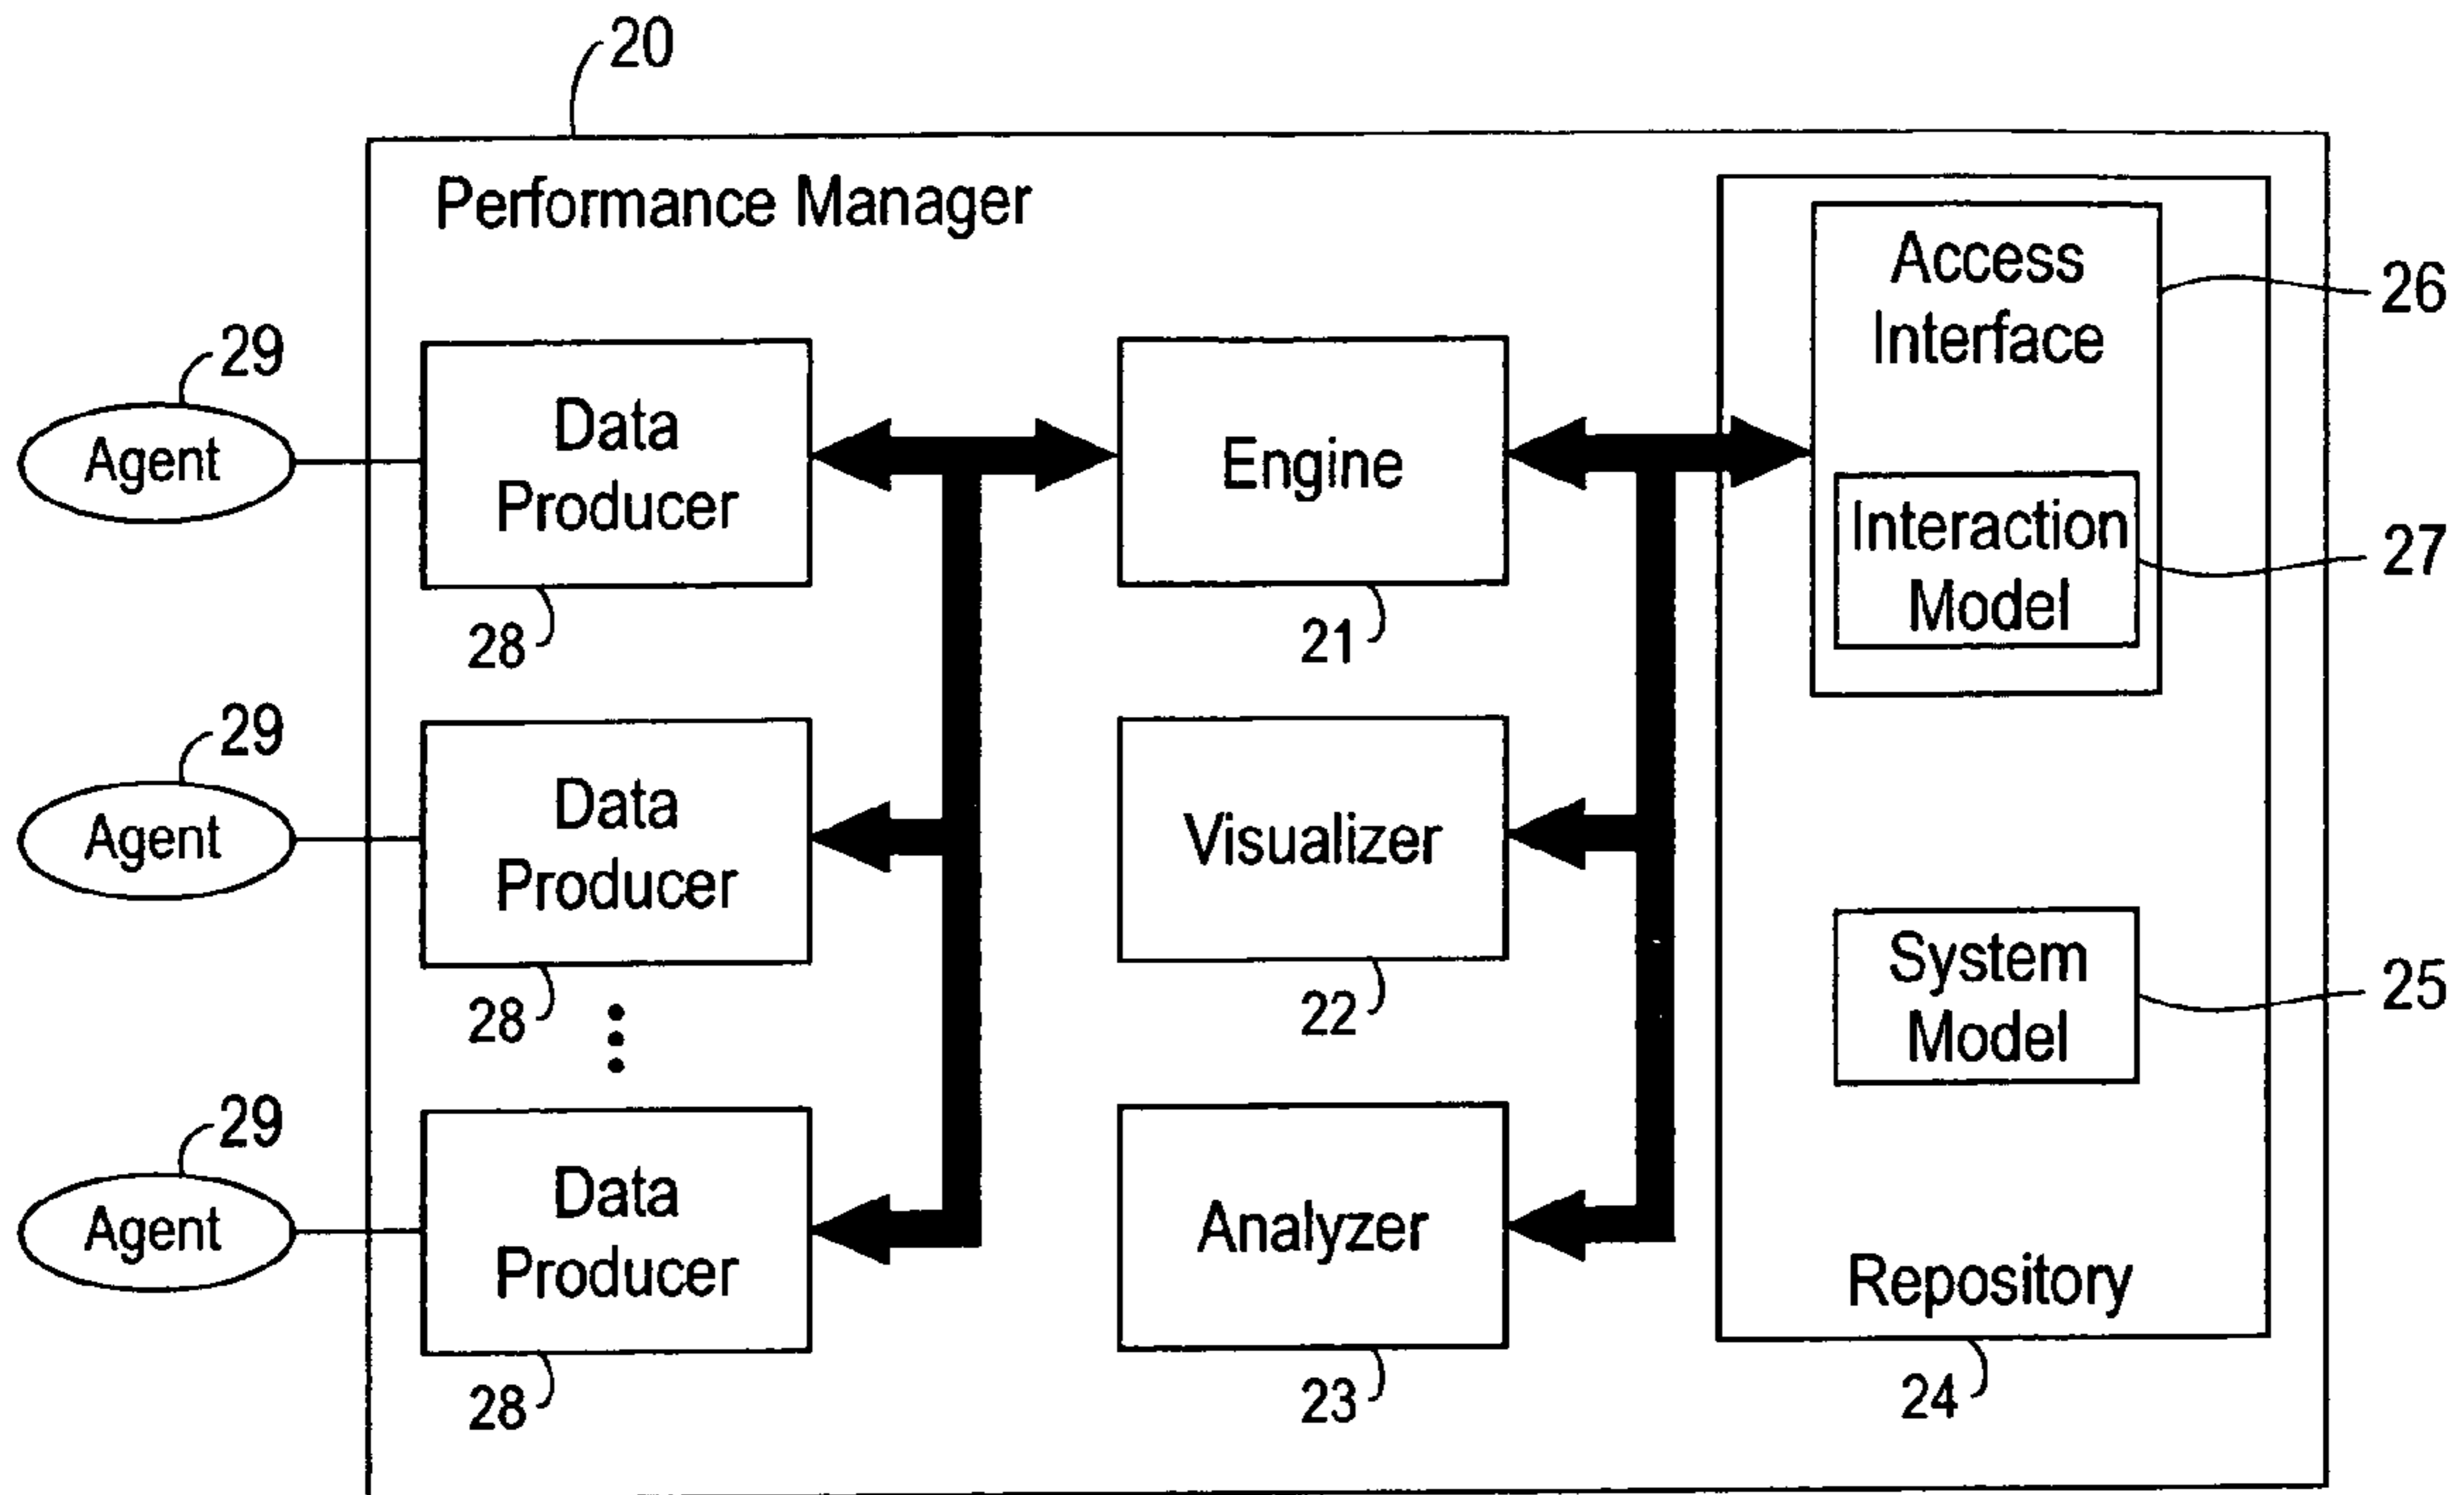 20
Performance Manager
Access
Interface
26
29
Agent
Data
Producer
28
Engine
21
Interaction
Model
27
29
Agent
Data
Producer
28
Visualizer
22
System
Model
25
29
Agent
Data
Producer
28
Analyzer
23
Repository
24